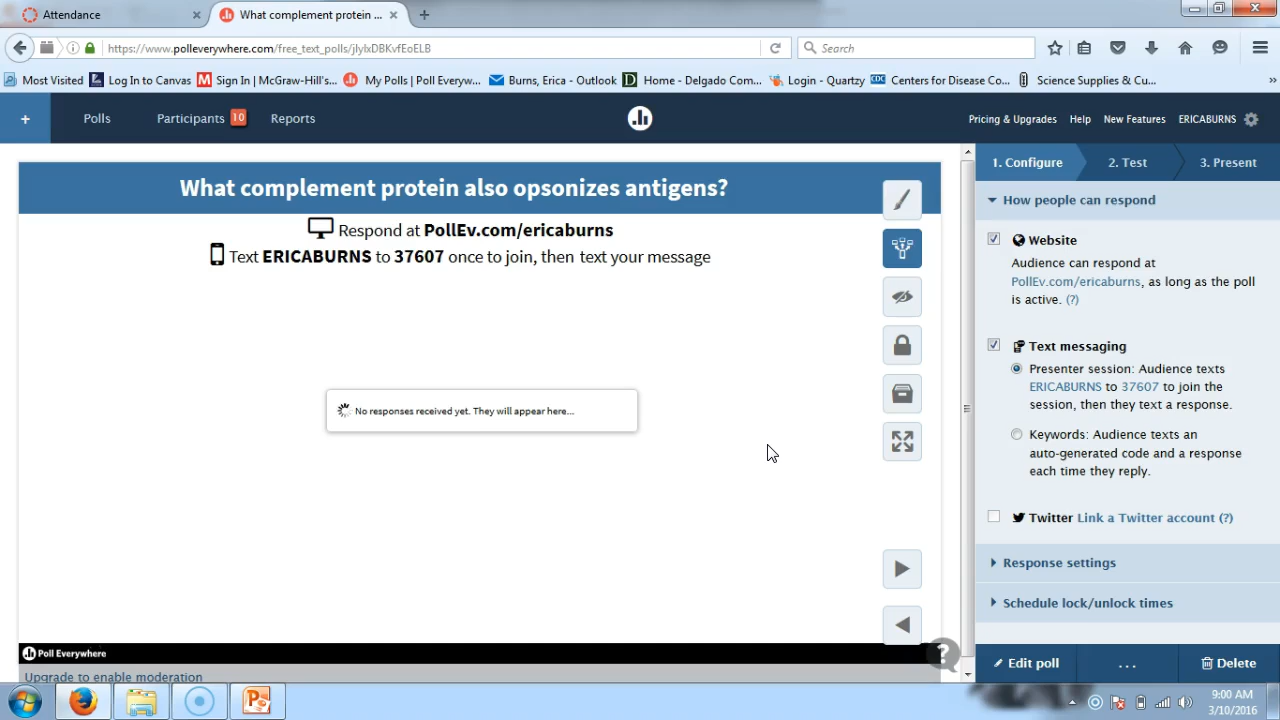 Attendance
What complement protein ...
https://www.polleverywhere.com/free_text_polls/jlylxDBKvfEoELB
Search
Most Visited
Log In to Canvas
Sign In | McGraw-Hill's...
My Polls | Poll Everyw...
Burns, Erica - Outlook
Home - Delgado Com...
Login - Quartzy
CDC
Centers for Disease Co...
Science Supplies & Cu...
+
Polls
Participants 10
Reports
Pricing & Upgrades
Help
New Features
ERICABURNS
What complement protein also opsonizes antigens?
Respond at PollEv.com/ericaburns
Text ERICABURNS to 37607 once to join, then text your message
No responses received yet. They will appear here...
Poll Everywhere
Upgrade to enable moderation
1. Configure
2. Test
3. Present
How people can respond
Website
Audience can respond at
PollEv.com/ericaburns, as long as the poll
is active. (?)
Text messaging
Presenter session: Audience texts
ERICABURNS to 37607 to join the
session, then they text a response.
Keywords: Audience texts an
auto-generated code and a response
each time they reply.
Twitter Link a Twitter account (?)
Response settings
Schedule lock/unlock times
Edit poll
...
Delete
9:00 AM
3/10/2016